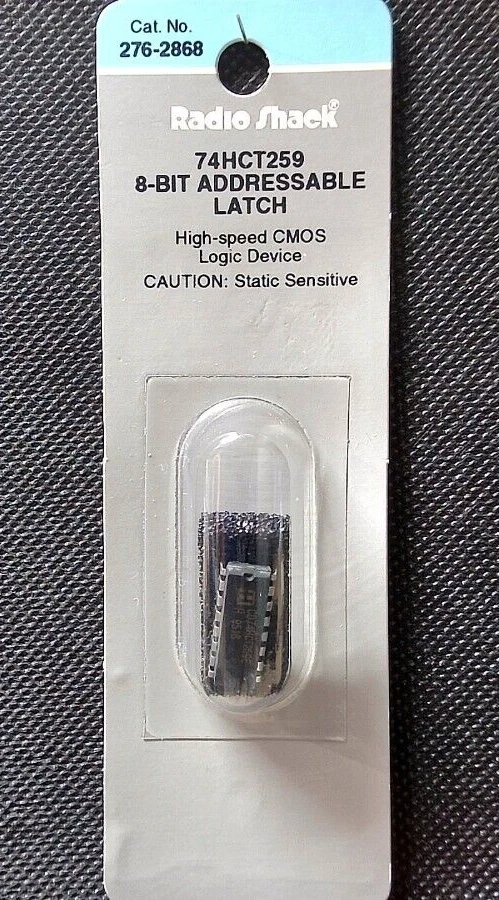 Cat. No.
276-2868
Radio Shack®
74HCT259
8-BIT ADDRESSABLE
LATCH
High-speed CMOS
Logic Device
CAUTION: Static Sensitive